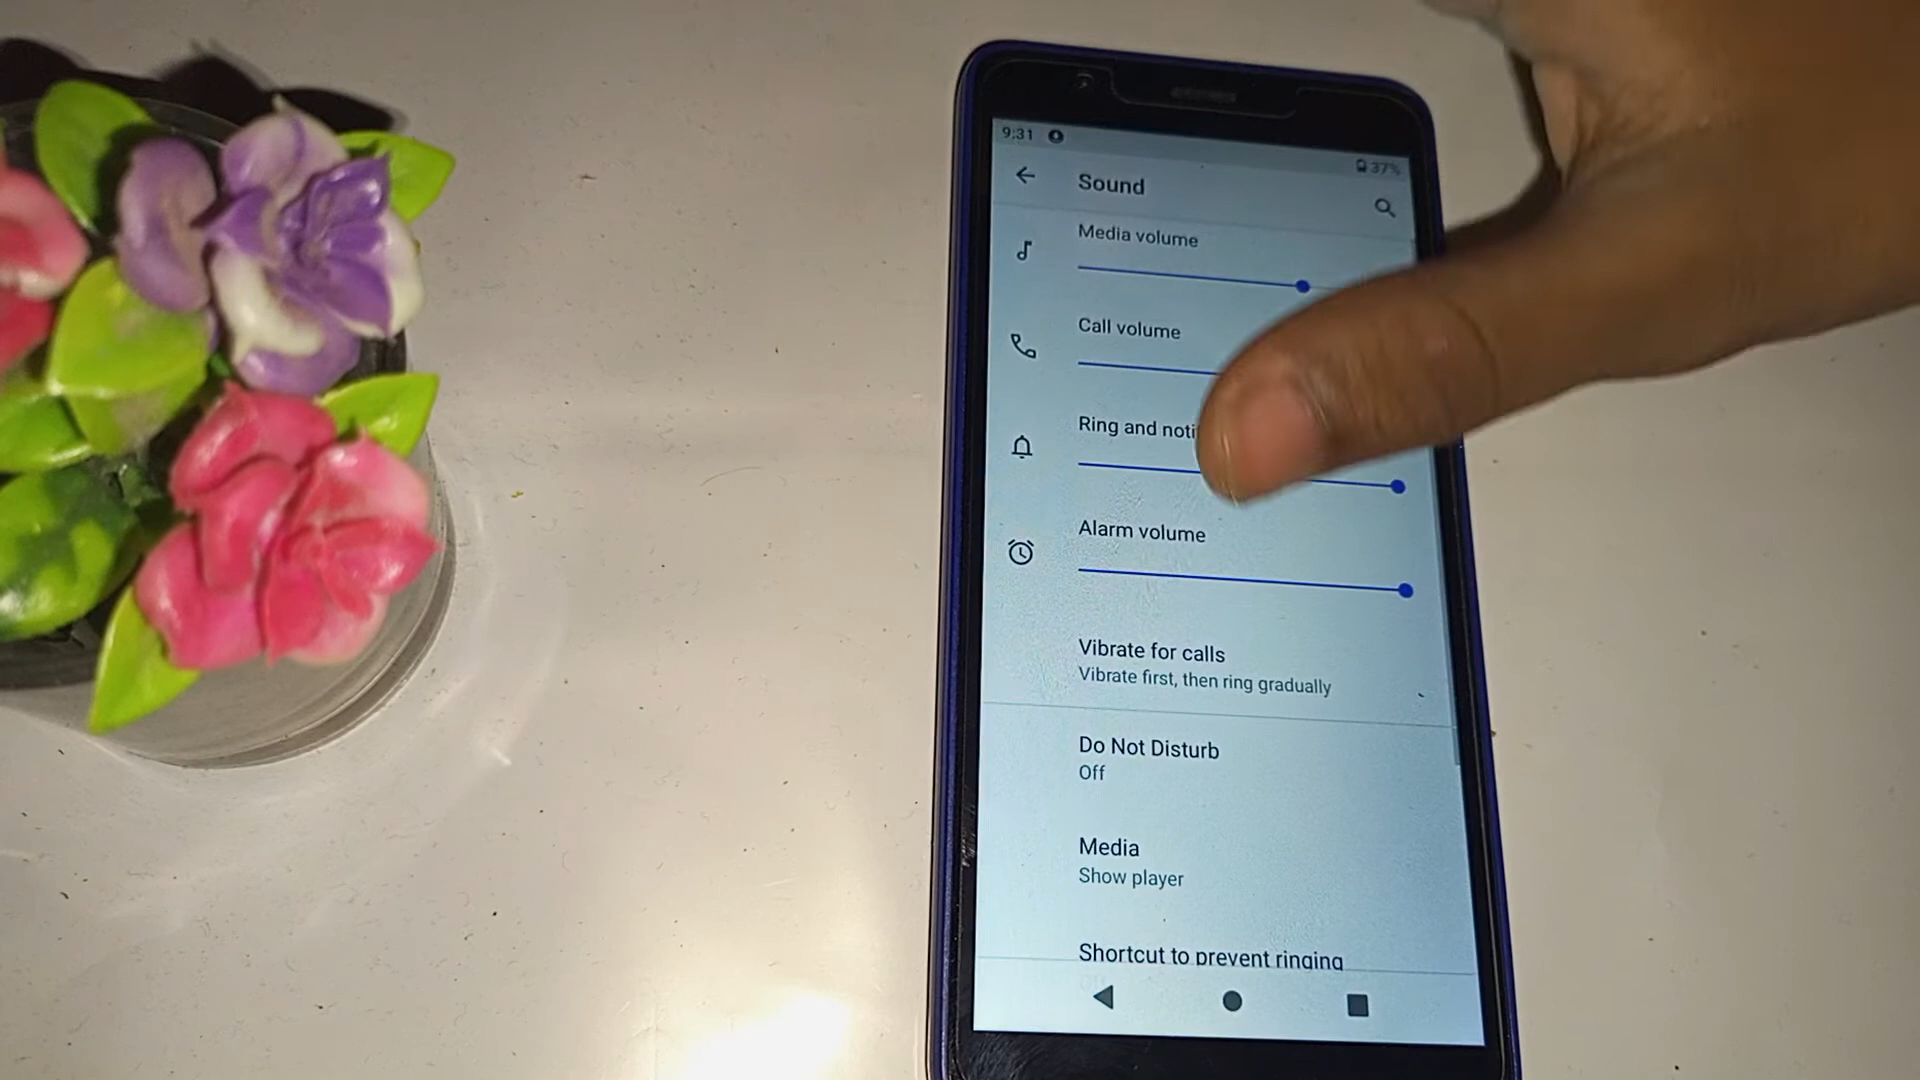 9:31
37%
Sound
Media volume
Call volume
Ring and noti
Alarm volume
Vibrate for calls
Vibrate first, then ring gradually
Do Not Disturb
Off
Media
Show player
Shortcut to prevent ringing